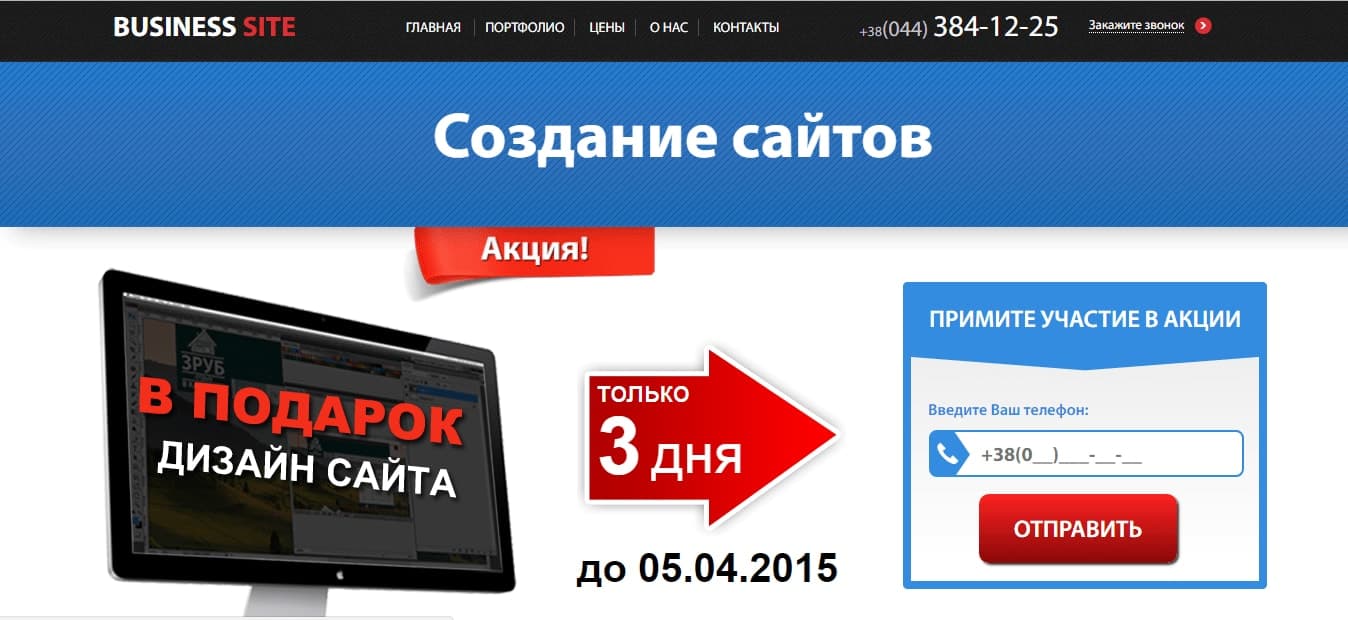 BUSINESS SITE
ГЛАВНАЯ
ПОРТФОЛИО
ЦЕНЫ
О НАС
КОНТАКТЫ
+38(044) 384-12-25
Закажите звонок
Создание сайтов
Акция!
ПРИМИТЕ УЧАСТИЕ В АКЦИИ
ЗРУБ
В ПОДАРОК
ДИЗАЙН САЙТА
ТОЛЬКО
3 ДНЯ
до 05.04.2015
Введите Ваш телефон:
+38(0__)___-__-__
ОТПРАВИТЬ